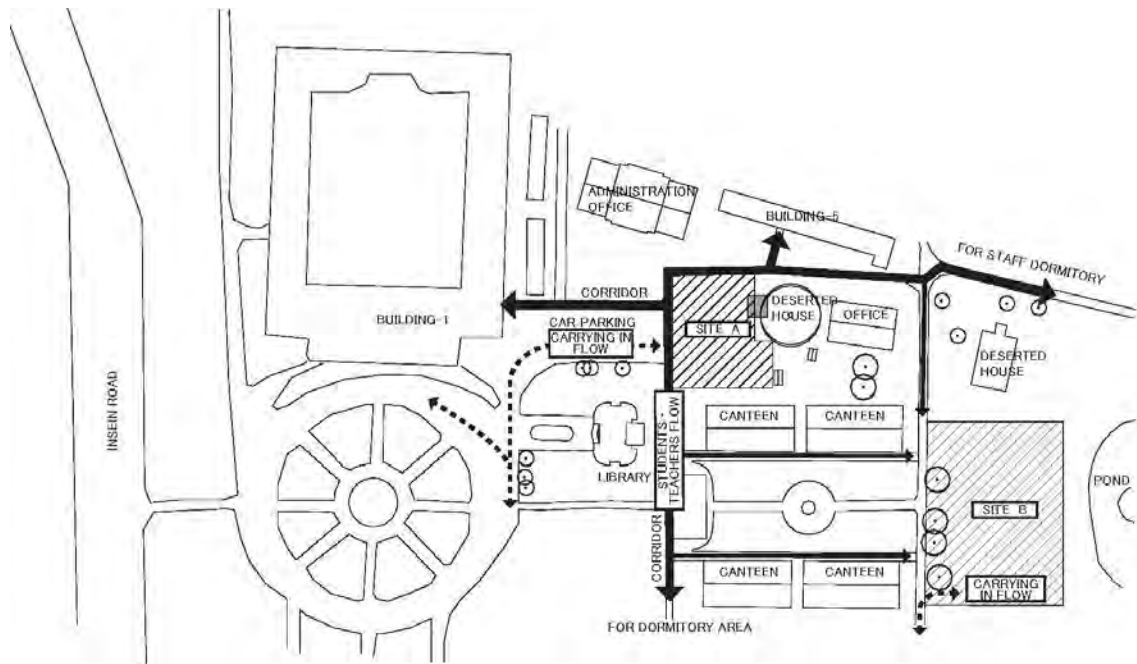 ADMINISTRATION
OFFICE
BUILDING-5
FOR STAFF DORMITORY
CORRIDOR
DESERTED
HOUSE
BUILDING-1
CAR PARKING
CARRYING IN
FLOW
SITE A
OFFICE
DESERTED
HOUSE
INSEIN ROAD
CANTEEN
CANTEEN
STUDENTS·
TEACHERS FLOW
LIBRARY
POND
SITE B
CORRIDOR
CANTEEN
CANTEEN
CARRYING
IN FLOW
FOR DORMITORY AREA